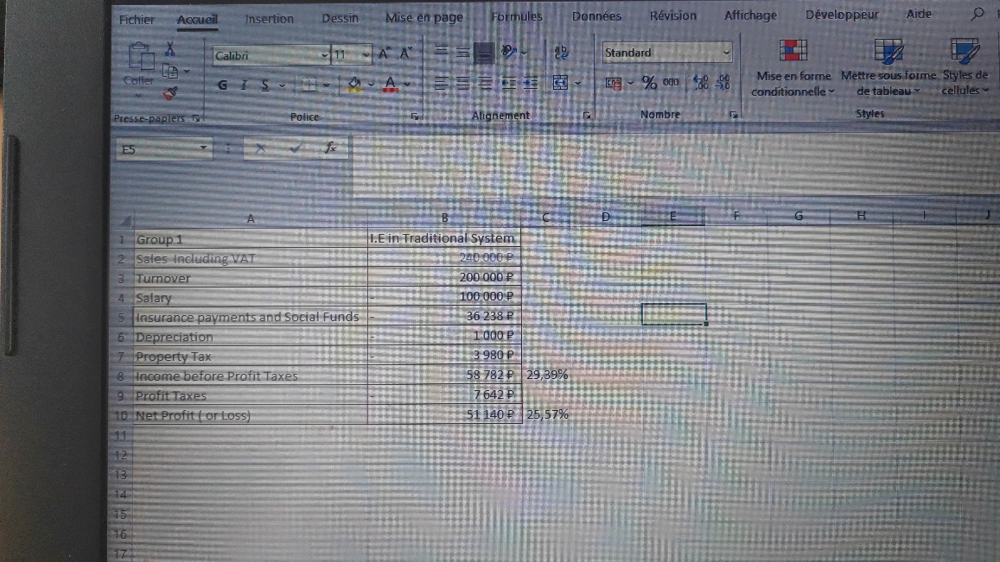 Fichier Accueil Insertion Dessin Mise en page Formules Données Révision Affichage Développeur Aide
Coller
Calibri 11 A A
G I S A
ab
Standard
% 000
Mise en forme conditionnelle
Mettre sous forme de tableau
Styles de cellules
Presse-papiers Police Alignement Nombre Styles
E5 fx
A B C D E F G H I J
1 Group 1 I.E in Traditional System
2 Sales Including VAT 240 000 ₽
3 Turnover 200 000 ₽
4 Salary - 100 000 ₽
5 Insurance payments and Social Funds - 36 238 ₽
6 Depreciation - 1 000 ₽
7 Property Tax - 3 980 ₽
8 Income before Profit Taxes 58 782 ₽ 29,39%
9 Profit Taxes - 7 642 ₽
10 Net Profit ( or Loss) 51 140 ₽ 25,57%
11
12
13
14
15
16
17